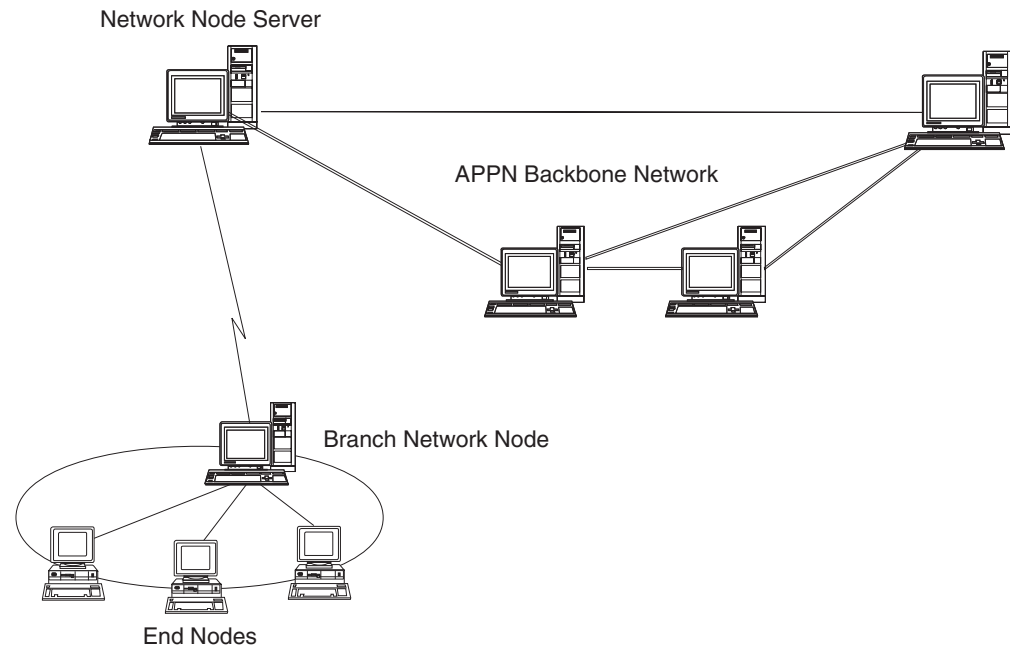 Network Node Server
APPN Backbone Network
Branch Network Node
End Nodes